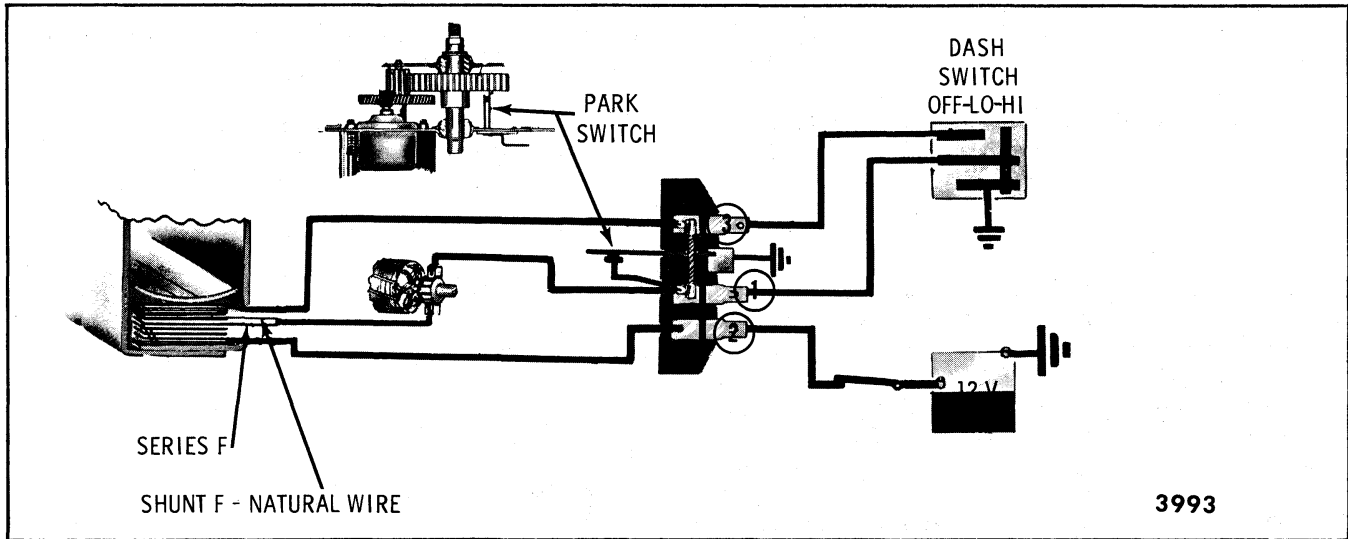 DASH
SWITCH
OFF-LO-HI
PARK
SWITCH
3
1
2
12 V
SERIES F
SHUNT F - NATURAL WIRE
3993